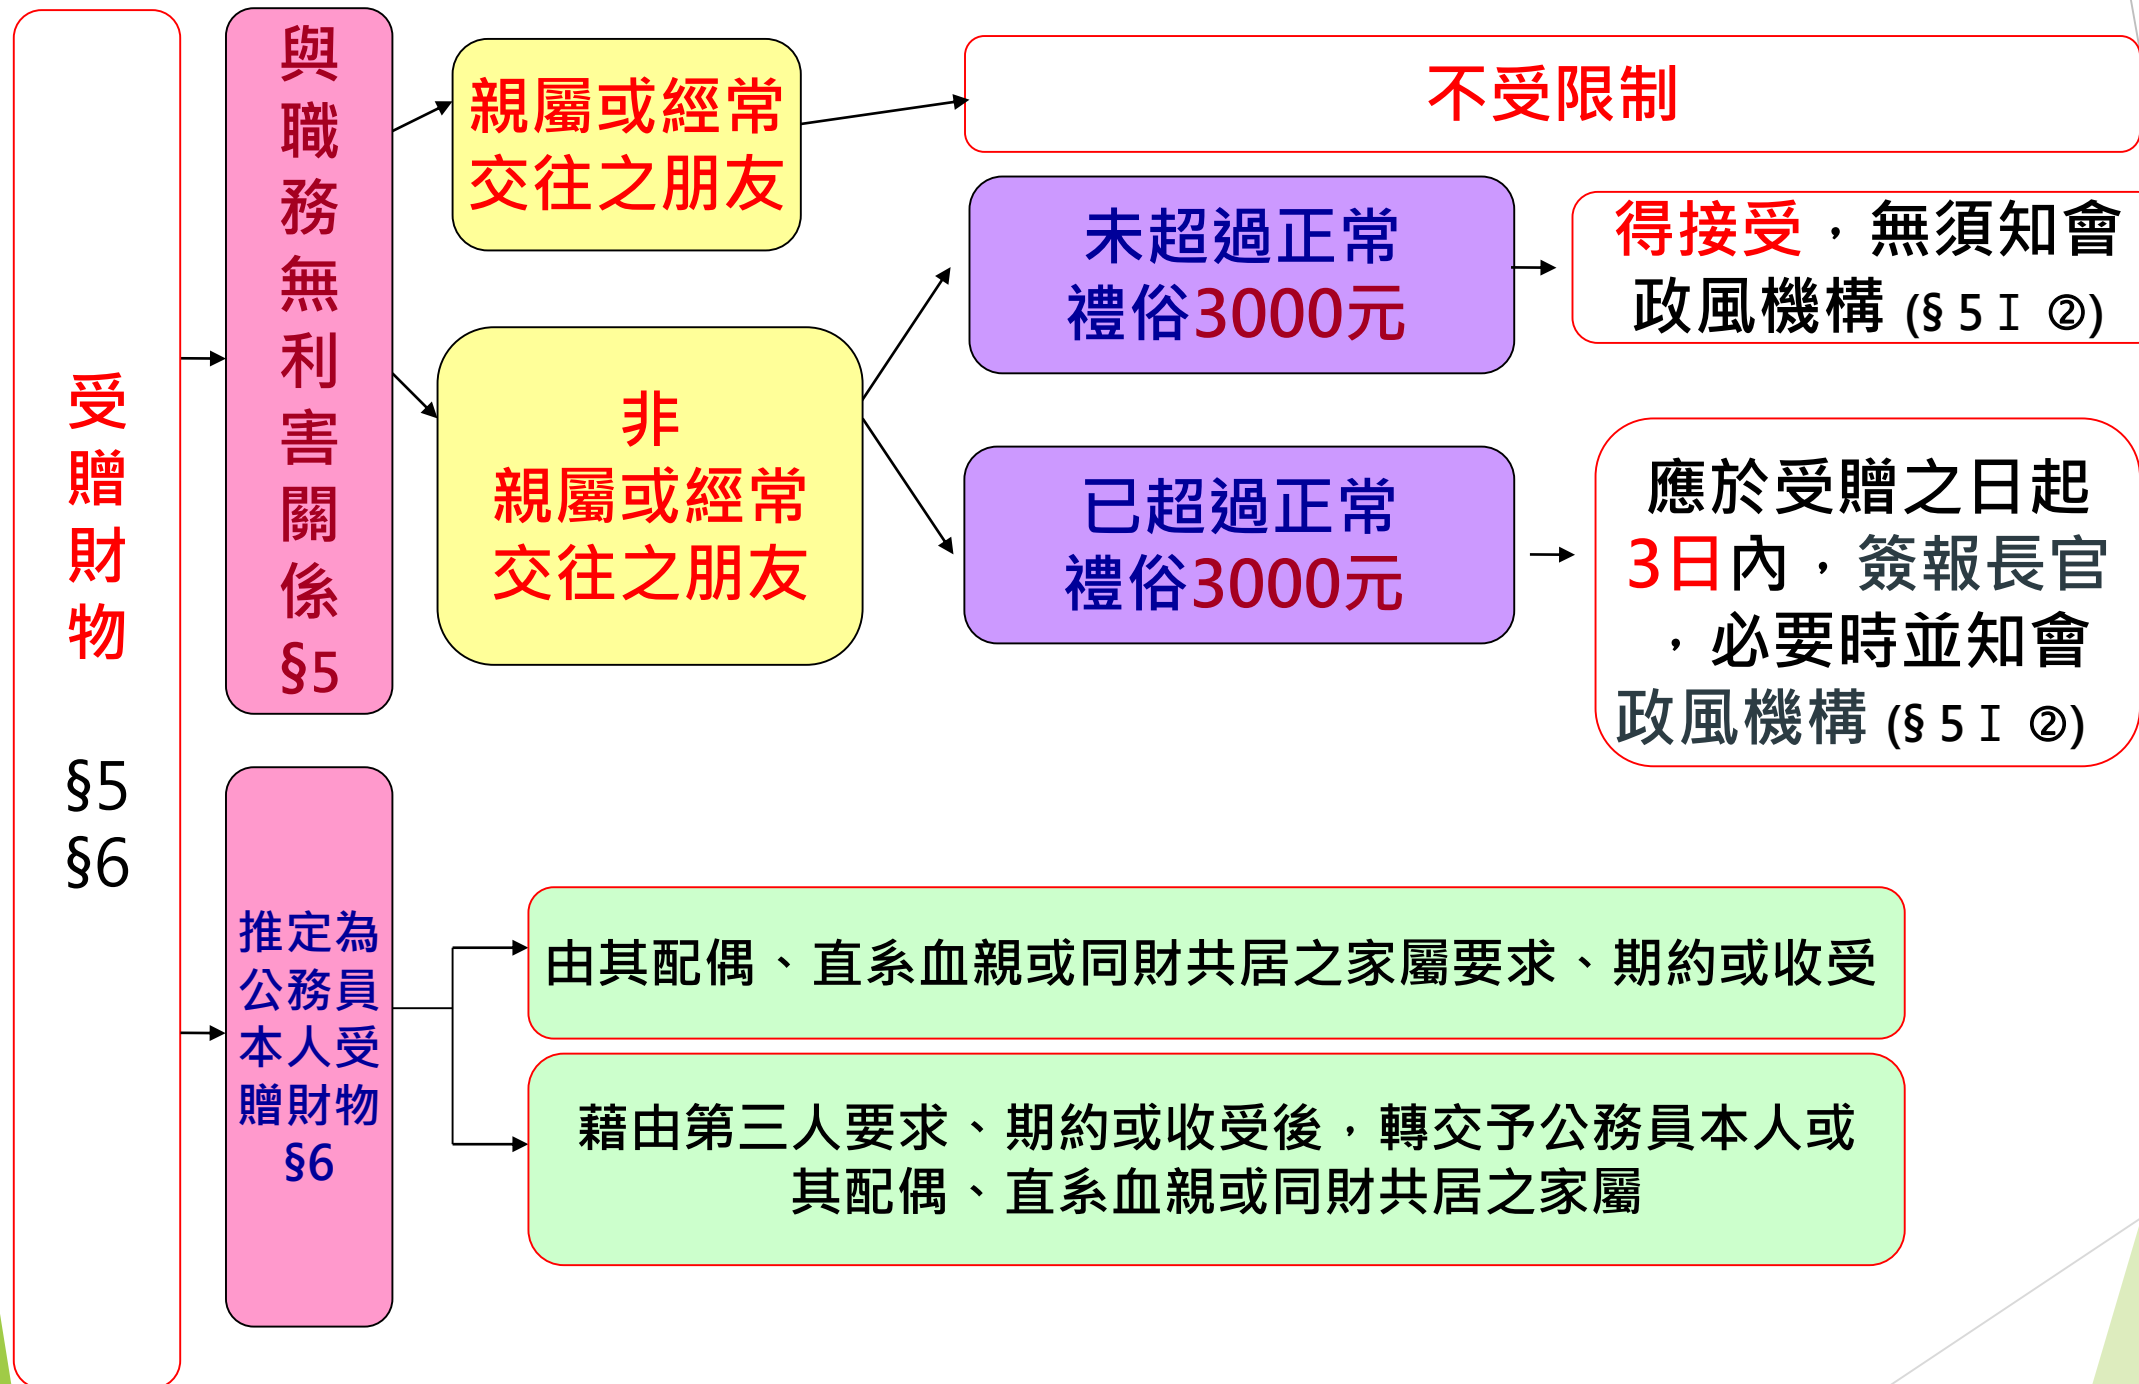 受
贈
財
物
§5
§6
與
職
務
無
利
害
關
係
§5
親屬或經常
交往之朋友
不受限制
非
親屬或經常
交往之朋友
未超過正常
禮俗3000元
得接受，無須知會
政風機構 (§5Ⅰ②)
已超過正常
禮俗3000元
應於受贈之日起
3日內，簽報長官
，必要時並知會
政風機構 (§5Ⅰ②)
推定為
公務員
本人受
贈財物
§6
由其配偶、直系血親或同財共居之家屬要求、期約或收受
藉由第三人要求、期約或收受後，轉交予公務員本人或
其配偶、直系血親或同財共居之家屬